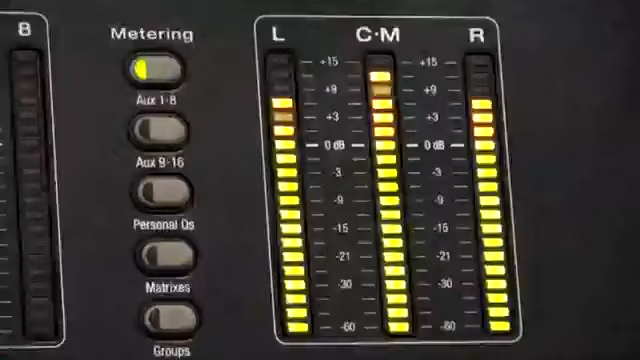 8
Metering
Aux 1-8
Aux 9-16
Personal Qs
Matrixes
Groups
L C·M R
+15 +15
+9 +9
+3 +3
0 dB 0 dB
-3 -3
-9 -9
-15 -15
-21 -21
-30 -30
-60 -60